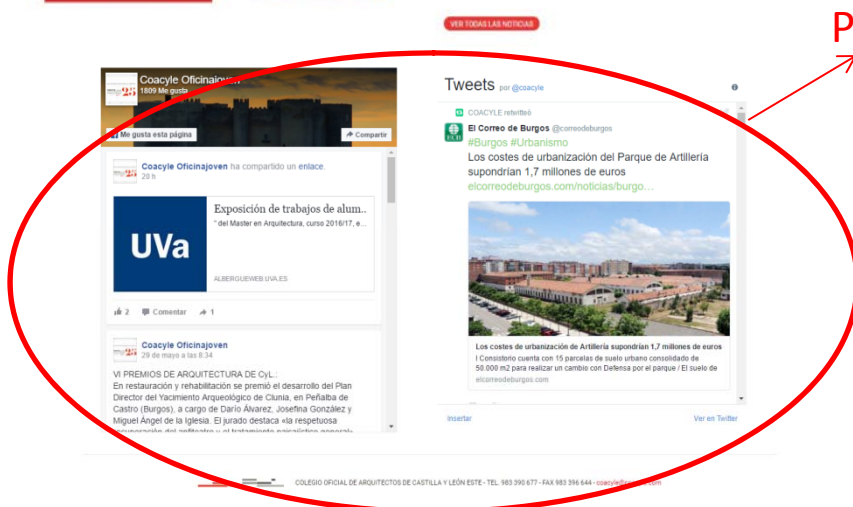 VER TODAS LAS NOTICIAS
P
Coacyle Oficinajoven
1809 Me gusta
Me gusta esta página
Compartir
Coacyle Oficinajoven ha compartido un enlace.
20 h
UVa
Exposición de trabajos de alum..
" del Master en Arquitectura, curso 2016/17, e...
ALBERGUEWEB.UVA.ES
2 Comentar 1
Coacyle Oficinajoven
29 de mayo a las 8:34
VI PREMIOS DE ARQUITECTURA DE CyL.:
En restauración y rehabilitación se premió el desarrollo del Plan
Director del Yacimiento Arqueológico de Clunia, en Peñalba de
Castro (Burgos), a cargo de Darío Álvarez, Josefina González y
Miguel Ángel de la Iglesia. El jurado destaca «la respetuosa
recuperación del anfiteatro y el tratamiento paisajístico general»
Tweets por @coacyle
COACYLE retwitteó
El Correo de Burgos @correodeburgos
#Burgos #Urbanismo
Los costes de urbanización del Parque de Artillería
supondrían 1,7 millones de euros
elcorreodeburgos.com/noticias/burgo…
Los costes de urbanización de Artillería supondrían 1,7 millones de euros
l Consistorio cuenta con 15 parcelas de suelo urbano consolidado de
50.000 m2 para realizar un cambio con Defensa por el parque / El suelo de
elcorreodeburgos.com
Insertar
Ver en Twitter
COLEGIO OFICIAL DE ARQUITECTOS DE CASTILLA Y LEÓN ESTE - TEL. 983 390 677 - FAX 983 396 644 -